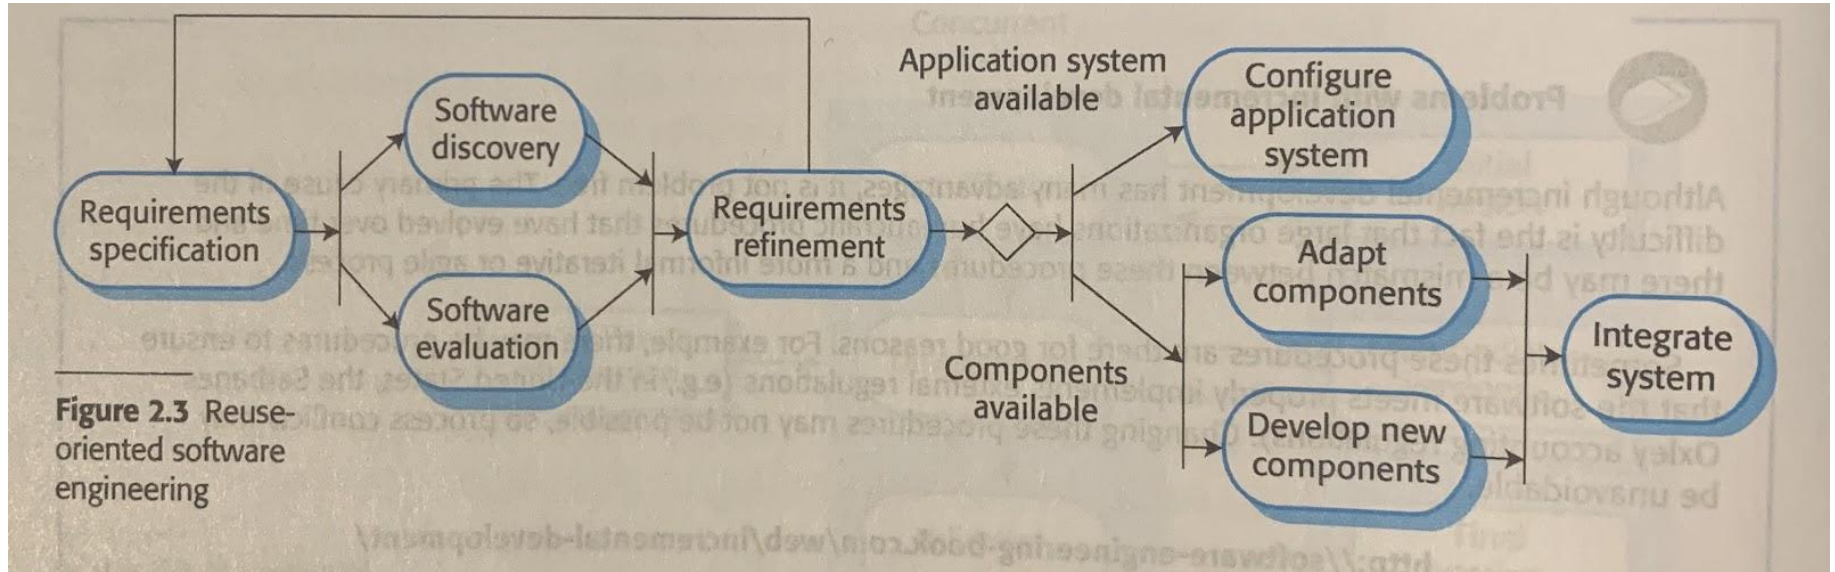 Requirements
specification
Software
discovery
Software
evaluation
Requirements
refinement
Application system
available
Components
available
Configure
application
system
Adapt
components
Develop new
components
Integrate
system
Figure 2.3 Reuse-
oriented software
engineering